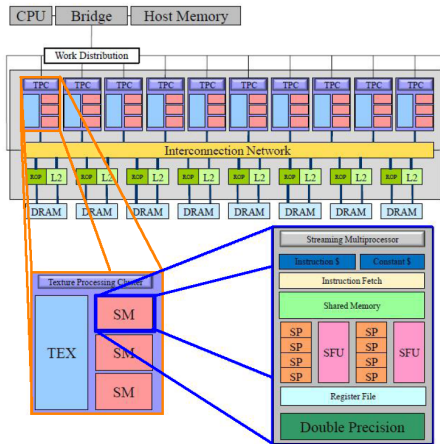 CPU Bridge Host Memory
Work Distribution
TPC TPC TPC TPC TPC TPC TPC TPC TPC TPC
Interconnection Network
ROP L2 ROP L2 ROP L2 ROP L2 ROP L2 ROP L2 ROP L2 ROP L2
DRAM DRAM DRAM DRAM DRAM DRAM DRAM DRAM
Texture Processing Cluster
TEX
SM
SM
SM
Streaming Multiprocessor
Instruction $ Constant $
Instruction Fetch
Shared Memory
SP SP
SP SFU SP SFU
SP SP
SP SP
Register File
Double Precision